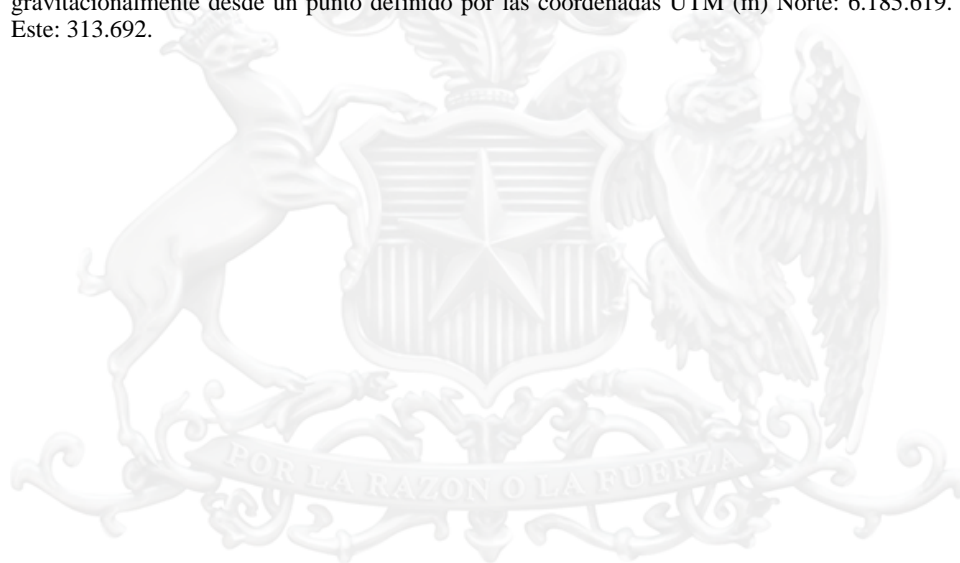 gravitacionalmente desde un punto definido por las coordenadas UTM (m) Norte: 6.185.619.
Este: 313.692.
POR LA RAZON O LA FUERZA